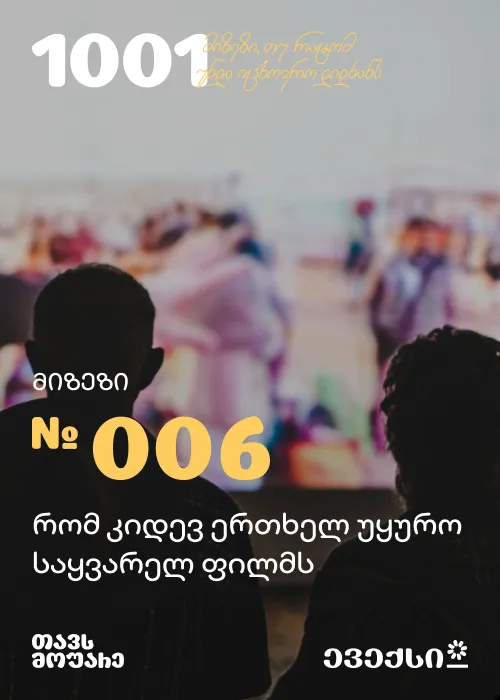 1001 მიზეზი, თუ რატომ
უნდა იცხოვრო დიდხანს
მიზეზი
№ 006
რომ კიდევ ერთხელ უყურო
საყვარელ ფილმს
თავს
მოუარე
ევექსი